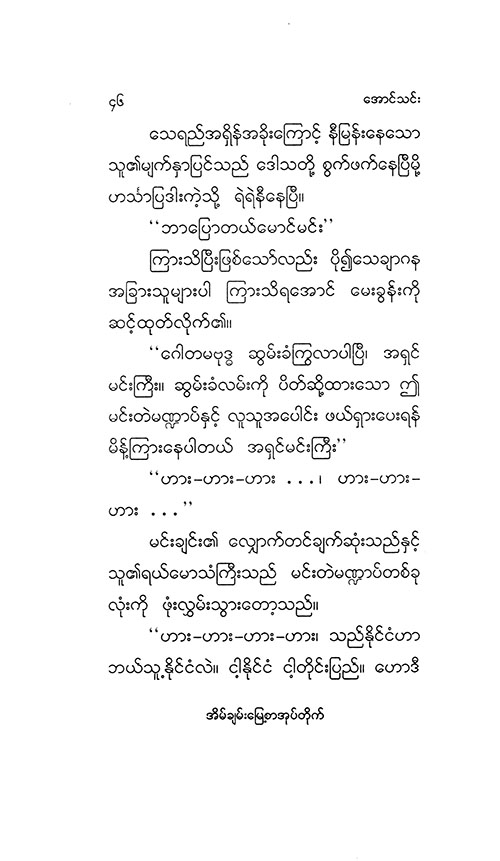 ၄၆ အောင်သင်း
သေရည်အရှိန်အခိုးကြောင့် နီမြန်းနေသော
သူ၏မျက်နှာပြင်သည် ဒေါသတို့ စွက်ဖက်နေပြီမို့
ဟင်္သာပြဒါးကဲ့သို့ ရဲရဲနီနေပြီ။
“ဘာပြောတယ်မောင်မင်း”
ကြားသိပြီးဖြစ်သော်လည်း ပို၍သေချာဂန
အခြားသူများပါ ကြားသိရအောင် မေးခွန်းကို
ဆင့်ထုတ်လိုက်၏။
“ဂေါတမဗုဒ္ဓ ဆွမ်းခံကြွလာပါပြီ၊ အရှင်
မင်းကြီး။ ဆွမ်းခံလမ်းကို ပိတ်ဆို့ထားသော ဤ
မင်းတဲမဏ္ဍာပ်နှင့် လူသူအပေါင်း ဖယ်ရှားပေးရန်
မိန့်ကြားနေပါတယ် အရှင်မင်းကြီး”
“ဟား–ဟား–ဟား ...၊ ဟား–ဟား–
ဟား ...”
မင်းချင်း၏ လျှောက်တင်ချက်ဆုံးသည်နှင့်
သူ၏ရယ်မောသံကြီးသည် မင်းတဲမဏ္ဍာပ်တစ်ခု
လုံးကို ဖုံးလွှမ်းသွားတော့သည်။
“ဟား–ဟား–ဟား–ဟား၊ သည်နိုင်ငံဟာ
ဘယ်သူ့နိုင်ငံလဲ။ ငါ့နိုင်ငံ ငါ့တိုင်းပြည်။ ဟောဒီ
အိမ်ချမ်းမြေ့စာအုပ်တိုက်